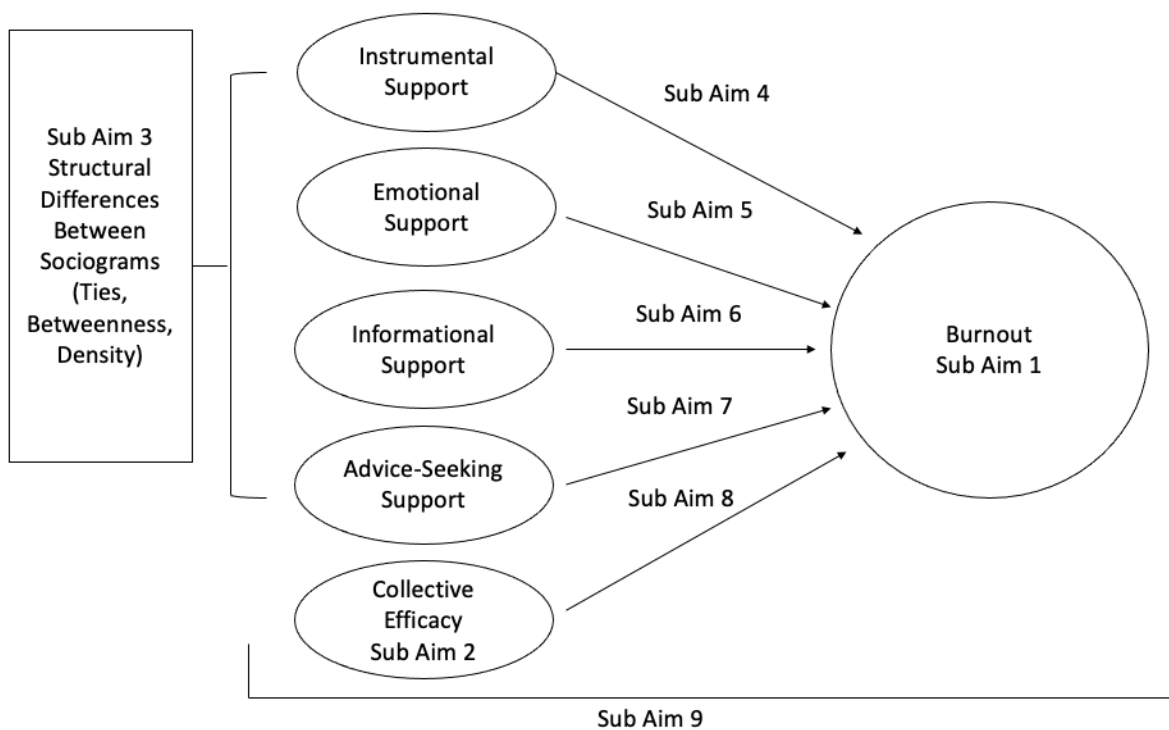 Sub Aim 3
Structural
Differences
Between
Sociograms
(Ties,
Betweenness,
Density)
Instrumental
Support
Emotional
Support
Informational
Support
Advice-Seeking
Support
Collective
Efficacy
Sub Aim 2
Sub Aim 4
Sub Aim 5
Sub Aim 6
Sub Aim 7
Sub Aim 8
Burnout
Sub Aim 1
Sub Aim 9